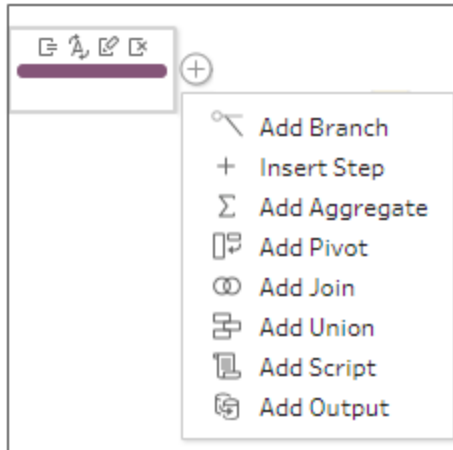 Add Branch
Insert Step
Add Aggregate
Add Pivot
Add Join
Add Union
Add Script
Add Output